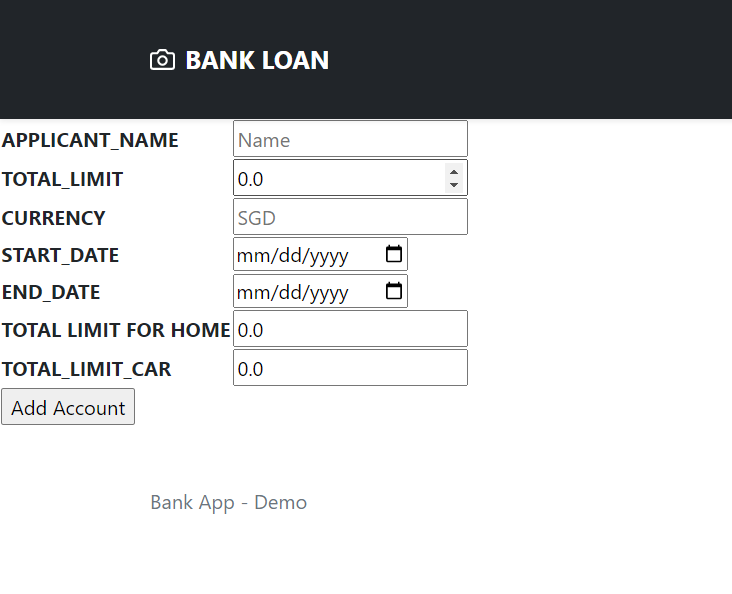 BANK LOAN
APPLICANT_NAME Name
TOTAL_LIMIT 0.0
CURRENCY SGD
START_DATE mm/dd/yyyy
END_DATE mm/dd/yyyy
TOTAL LIMIT FOR HOME 0.0
TOTAL_LIMIT_CAR 0.0
Add Account
Bank App - Demo